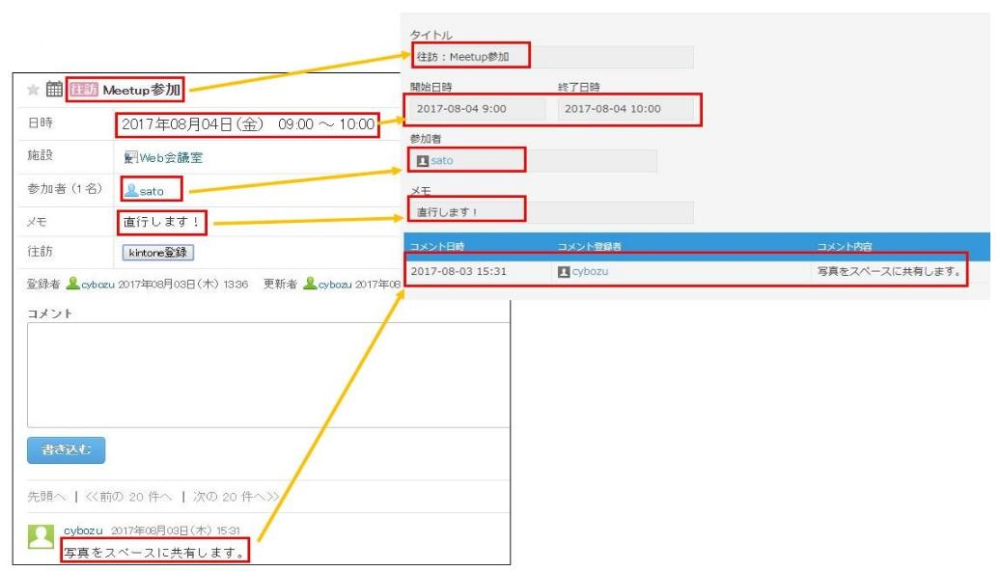 往訪 Meetup参加
日時 2017年08月04日(金) 09:00 ～ 10:00
施設 Web会議室
参加者 (1 名) sato
メモ 直行します！
往訪 kintone登録
登録者 cybozu 2017年08月03日(木) 13:36 更新者 cybozu 2017年08
コメント
書き込む
先頭へ | <<前の 20 件へ | 次の 20 件へ>>
cybozu 2017年08月03日(木) 15:31
写真をスペースに共有します。
タイトル
往訪：Meetup参加
開始日時 終了日時
2017-08-04 9:00 2017-08-04 10:00
参加者
sato
メモ
直行します！
コメント日時 コメント登録者 コメント内容
2017-08-03 15:31 cybozu 写真をスペースに共有します。